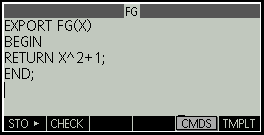 FG
EXPORT FG(X)
BEGIN
RETURN X^2+1;
END;
STO ► CHECK CMDS TMPLT